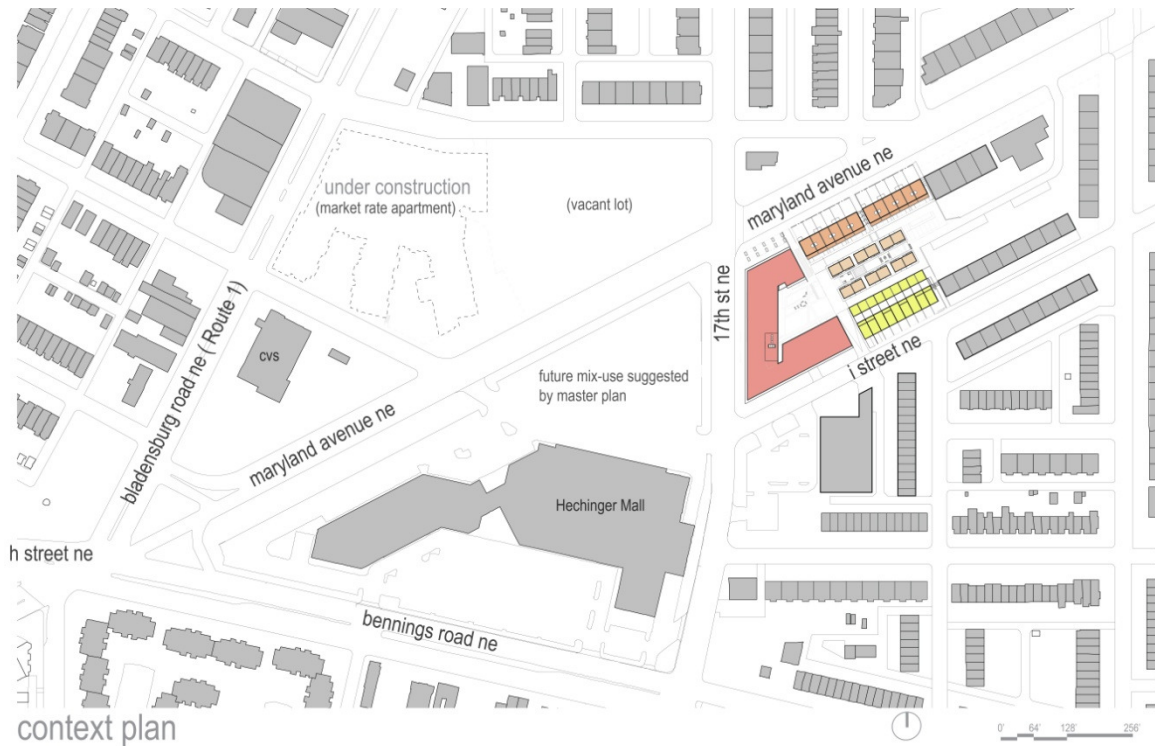 maryland avenue ne
under construction
(market rate apartment)
(vacant lot)
17th st ne
bladensburg road ne ( Route 1)
i street ne
cvs
future mix-use suggested
by master plan
maryland avenue ne
Hechinger Mall
h street ne
bennings road ne
context plan
0' 64' 128' 256'